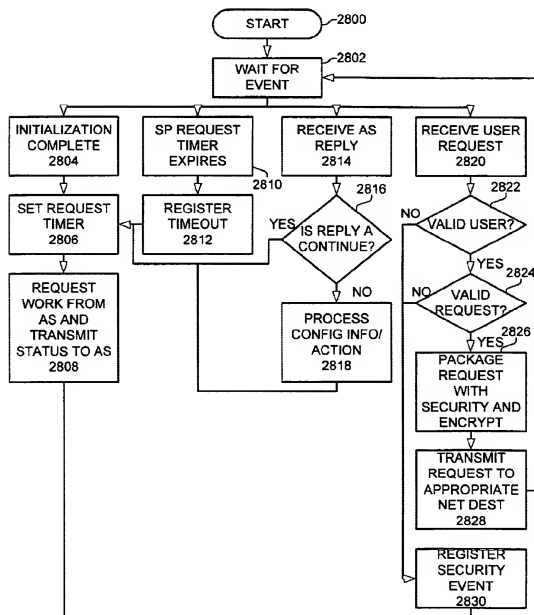 START
2800
2802
WAIT FOR
EVENT
INITIALIZATION
COMPLETE
2804
SP REQUEST
TIMER
EXPIRES
2810
RECEIVE AS
REPLY
2814
RECEIVE USER
REQUEST
2820
SET REQUEST
TIMER
2806
REGISTER
TIMEOUT
2812
2816
YES
IS REPLY A
CONTINUE?
NO
2822
NO
VALID USER?
YES
2824
NO
VALID
REQUEST?
YES
2826
REQUEST
WORK FROM
AS AND
TRANSMIT
STATUS TO AS
2808
PROCESS
CONFIG INFO/
ACTION
2818
PACKAGE
REQUEST
WITH
SECURITY AND
ENCRYPT
TRANSMIT
REQUEST TO
APPROPRIATE
NET DEST
2828
REGISTER
SECURITY
EVENT
2830